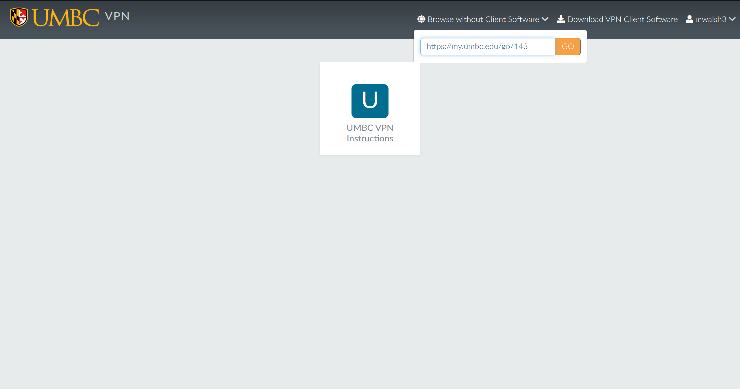 UMBC VPN
Browse without Client Software
Download VPN Client Software
nwalsh3
https://my.umbc.edu/go/143
GO
U
UMBC VPN
Instructions